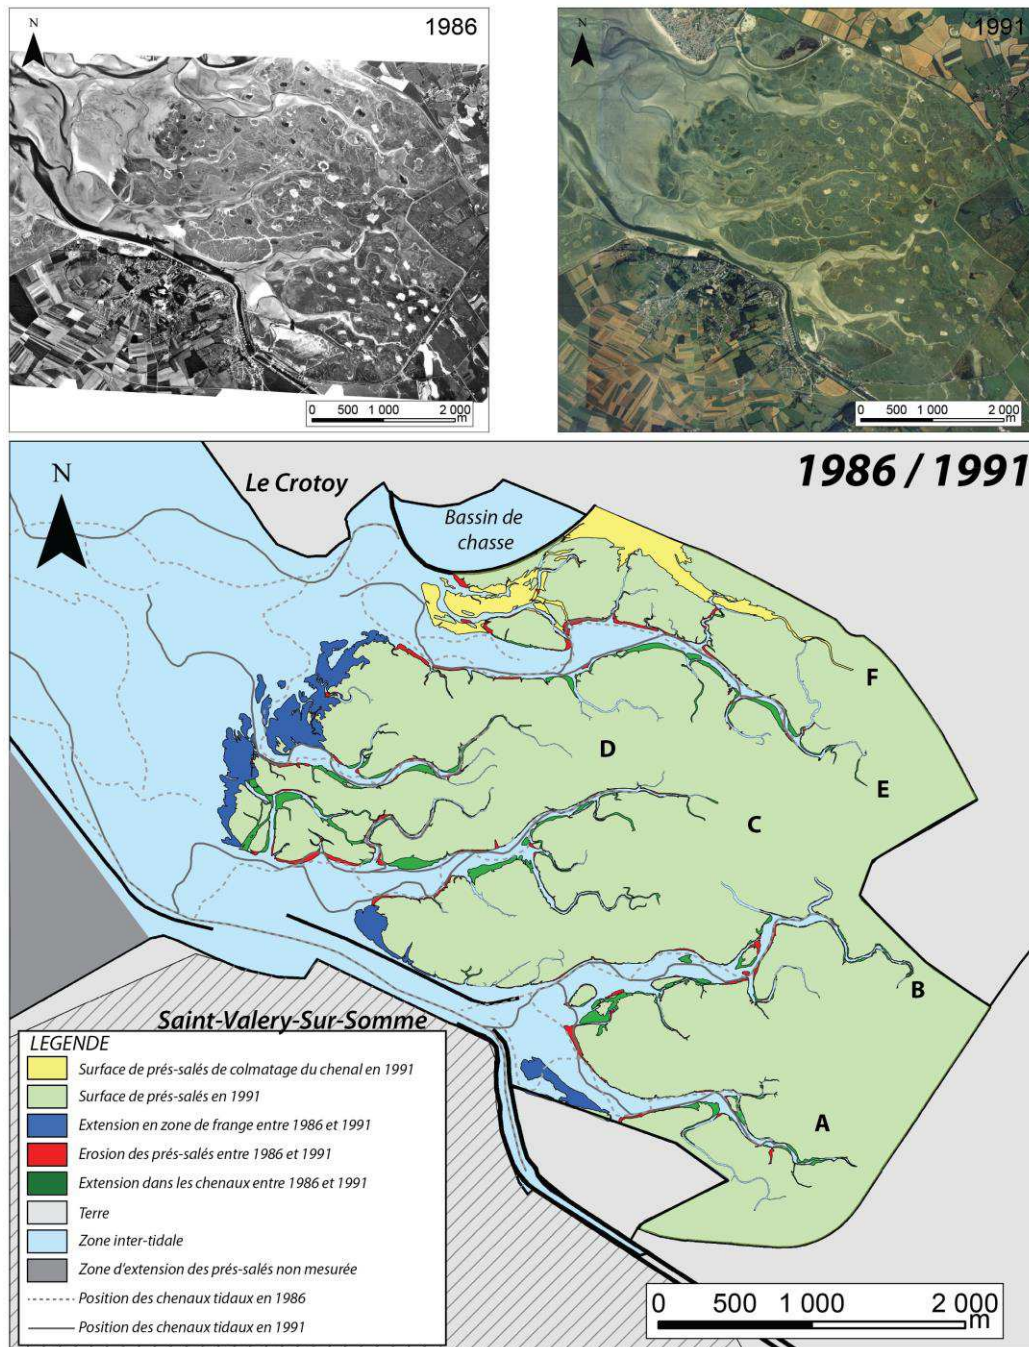 N
1986
0 500 1 000 2 000
m
N
1991
0 500 1 000 2 000
m
N
Le Crotoy
1986 / 1991
Bassin de
chasse
F
D
E
C
B
Saint-Valery-Sur-Somme
A
LEGENDE
Surface de prés-salés de colmatage du chenal en 1991
Surface de prés-salés en 1991
Extension en zone de frange entre 1986 et 1991
Erosion des prés-salés entre 1986 et 1991
Extension dans les chenaux entre 1986 et 1991
Terre
Zone inter-tidale
Zone d'extension des prés-salés non mesurée
Position des chenaux tidaux en 1986
Position des chenaux tidaux en 1991
0 500 1 000 2 000
m